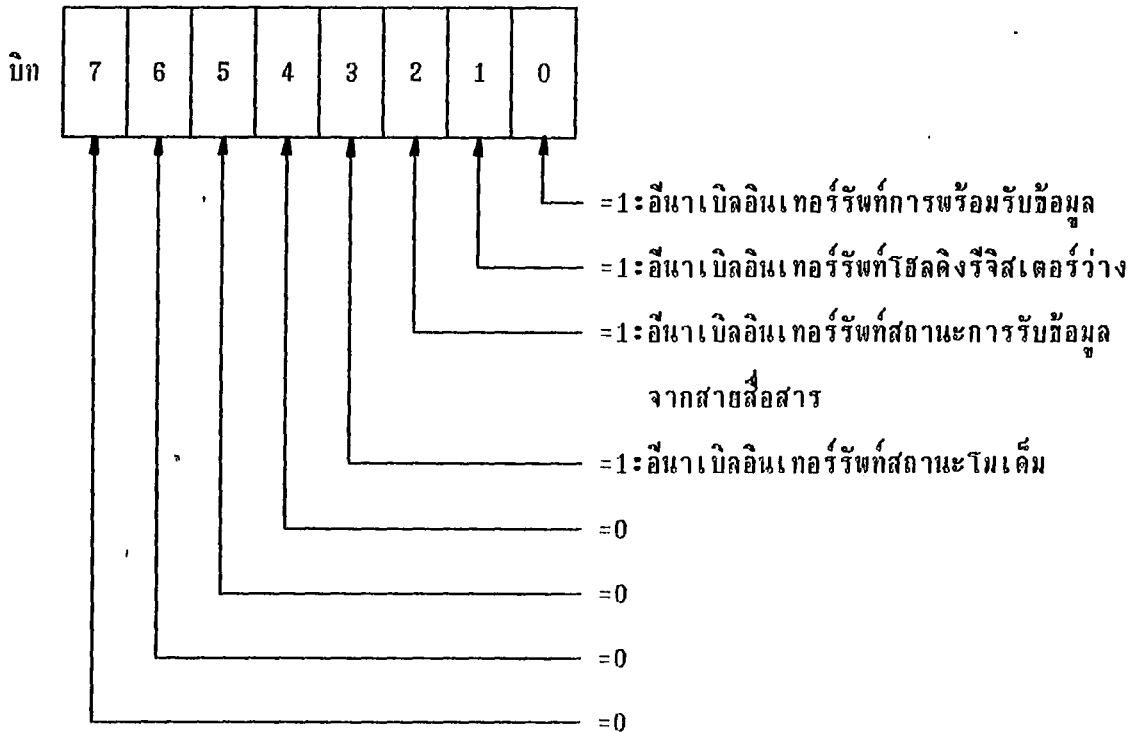 บิท 7 6 5 4 3 2 1 0
=1:อีนาเบิลอินเทอร์รัพท์การพร้อมรับข้อมูล
=1:อีนาเบิลอินเทอร์รัพท์โฮลดิงรีจิสเตอร์ว่าง
=1:อีนาเบิลอินเทอร์รัพท์สถานะการรับข้อมูล
จากสายสื่อสาร
=1:อีนาเบิลอินเทอร์รัพท์สถานะโมเด็ม
=0
=0
=0
=0